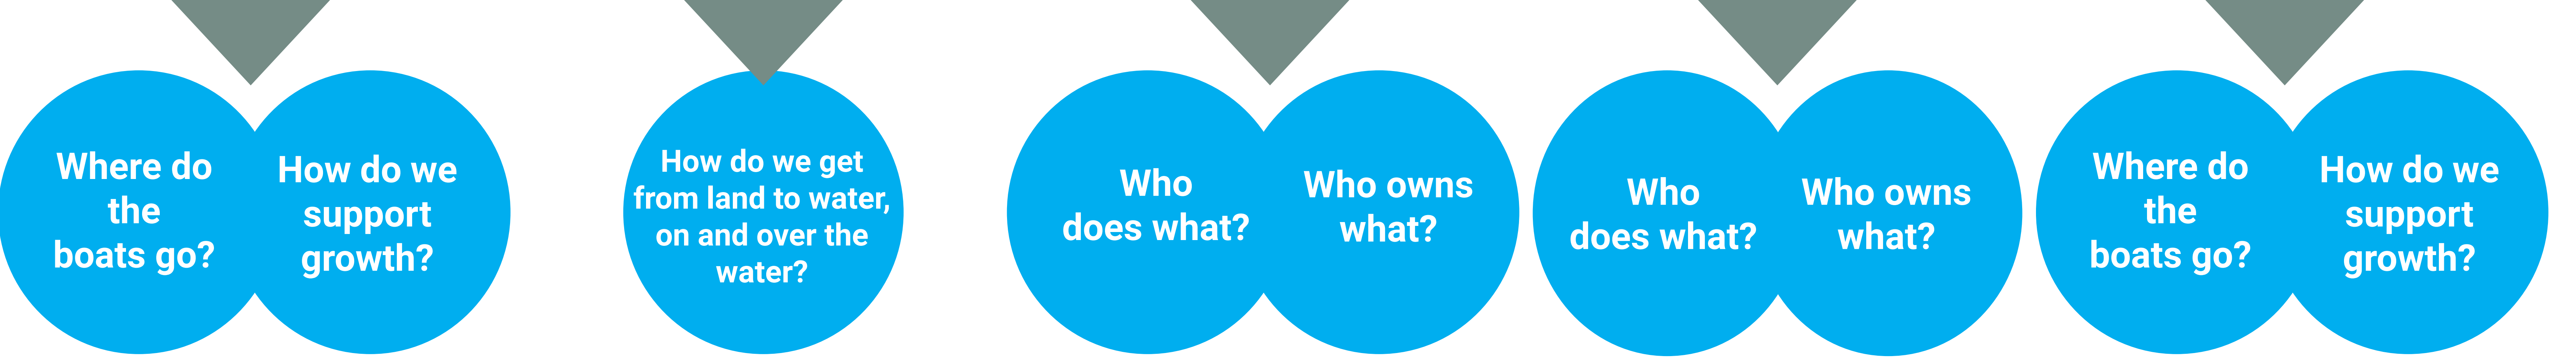 Where do
the
boats go?
How do we
support
growth?
How do we get
from land to water,
on and over the
water?
Who
does what?
Who owns
what?
Who
does what?
Who owns
what?
Where do
the
boats go?
How do we
support
growth?